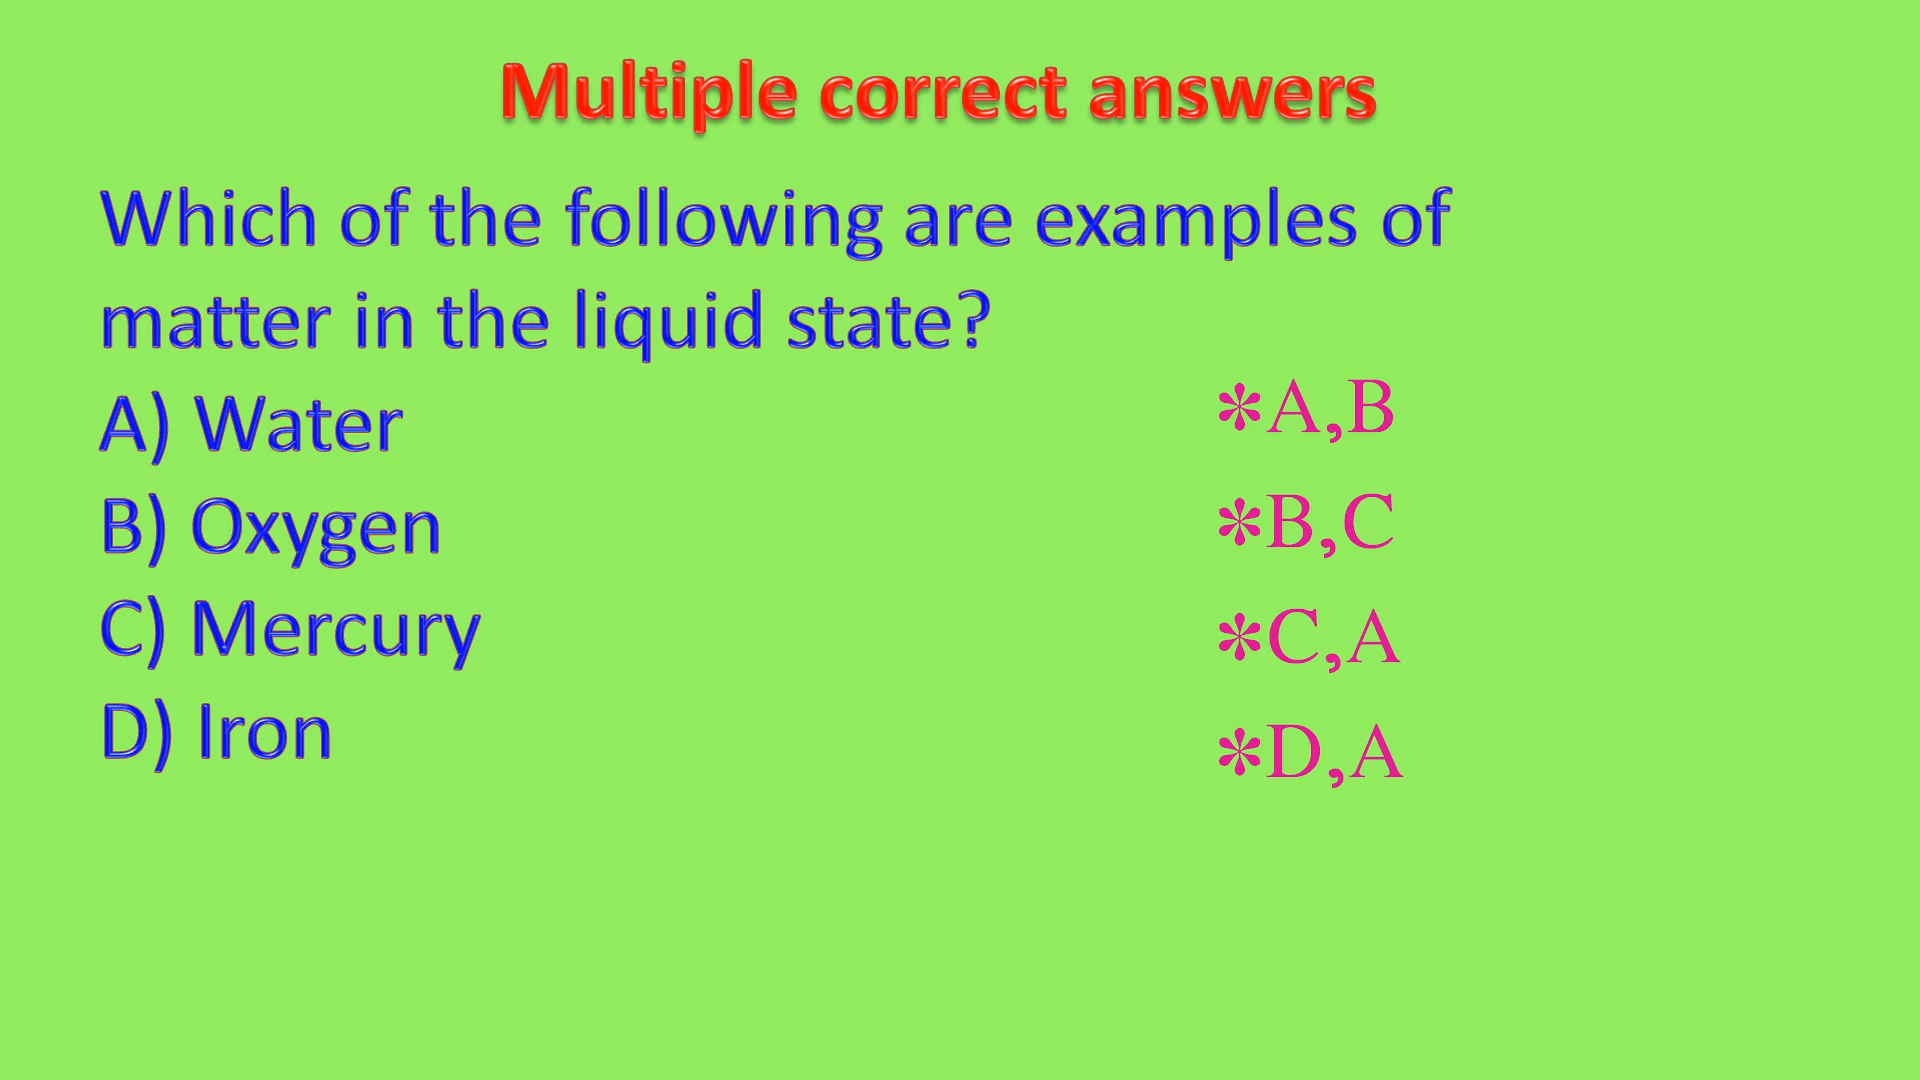 Multiple correct answers
Which of the following are examples of
matter in the liquid state?
A) Water
B) Oxygen
C) Mercury
D) Iron
✽A,B
✽B,C
✽C,A
✽D,A